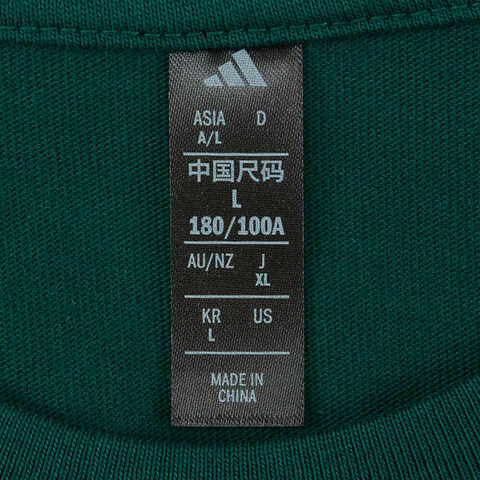 ASIA D
A/L
中国尺码
L
180/100A
AU/NZ J
XL
KR US
L
MADE IN
CHINA